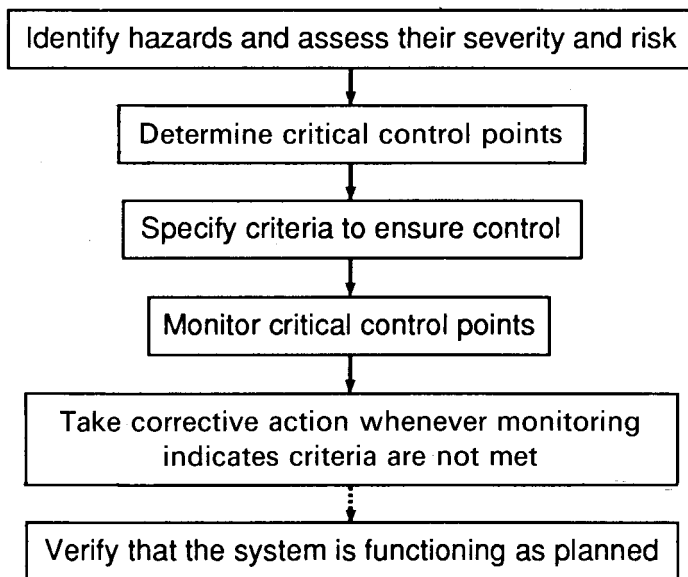 Identify hazards and assess their severity and risk
Determine critical control points
Specify criteria to ensure control
Monitor critical control points
Take corrective action whenever monitoring
indicates criteria are not met
Verify that the system is functioning as planned